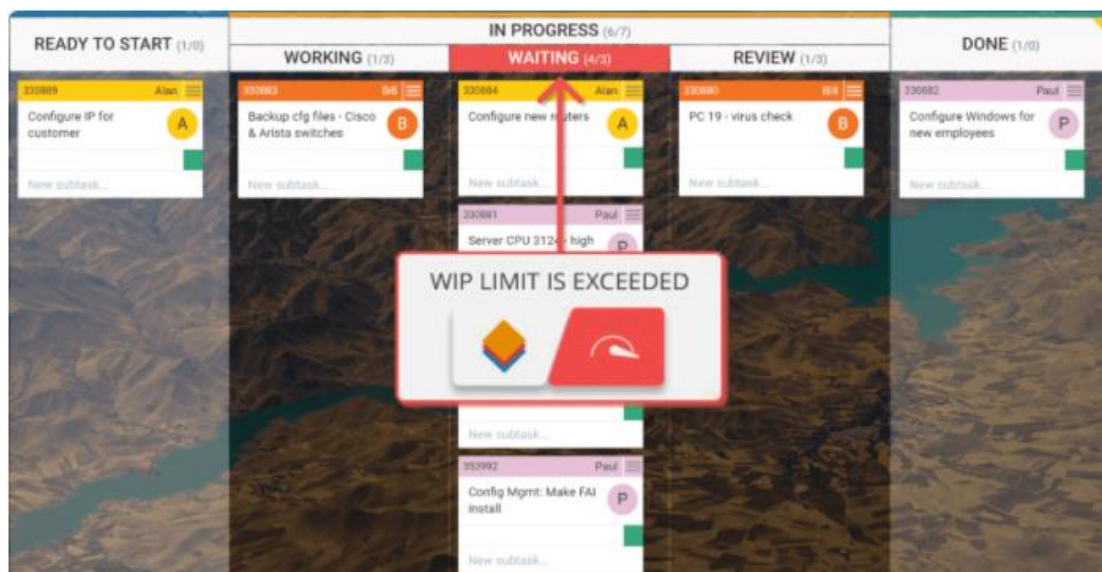 READY TO START (1/0)
IN PROGRESS (6/7)
WORKING (1/3)
WAITING (4/3)
REVIEW (1/3)
DONE (1/0)
330889 Alan
Configure IP for
customer
A
New subtask...
330883 Bill
Backup cfg files - Cisco
& Arista switches
B
New subtask...
330884 Alan
Configure new routers
A
330881 Paul
Server CPU 3124 - high
P
WIP LIMIT IS EXCEEDED
New subtask...
353992 Paul
Config Mgmt: Make FAI
install
P
New subtask...
330880 Bill
PC 19 - virus check
B
New subtask...
330882 Paul
Configure Windows for
new employees
P
New subtask...